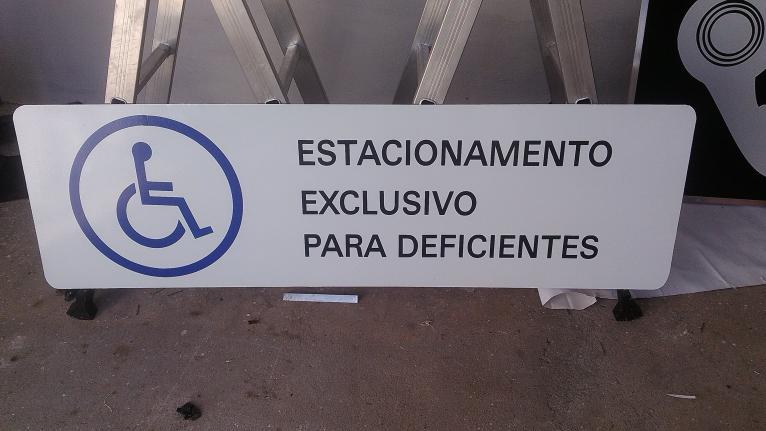 ESTACIONAMENTO
EXCLUSIVO
PARA DEFICIENTES